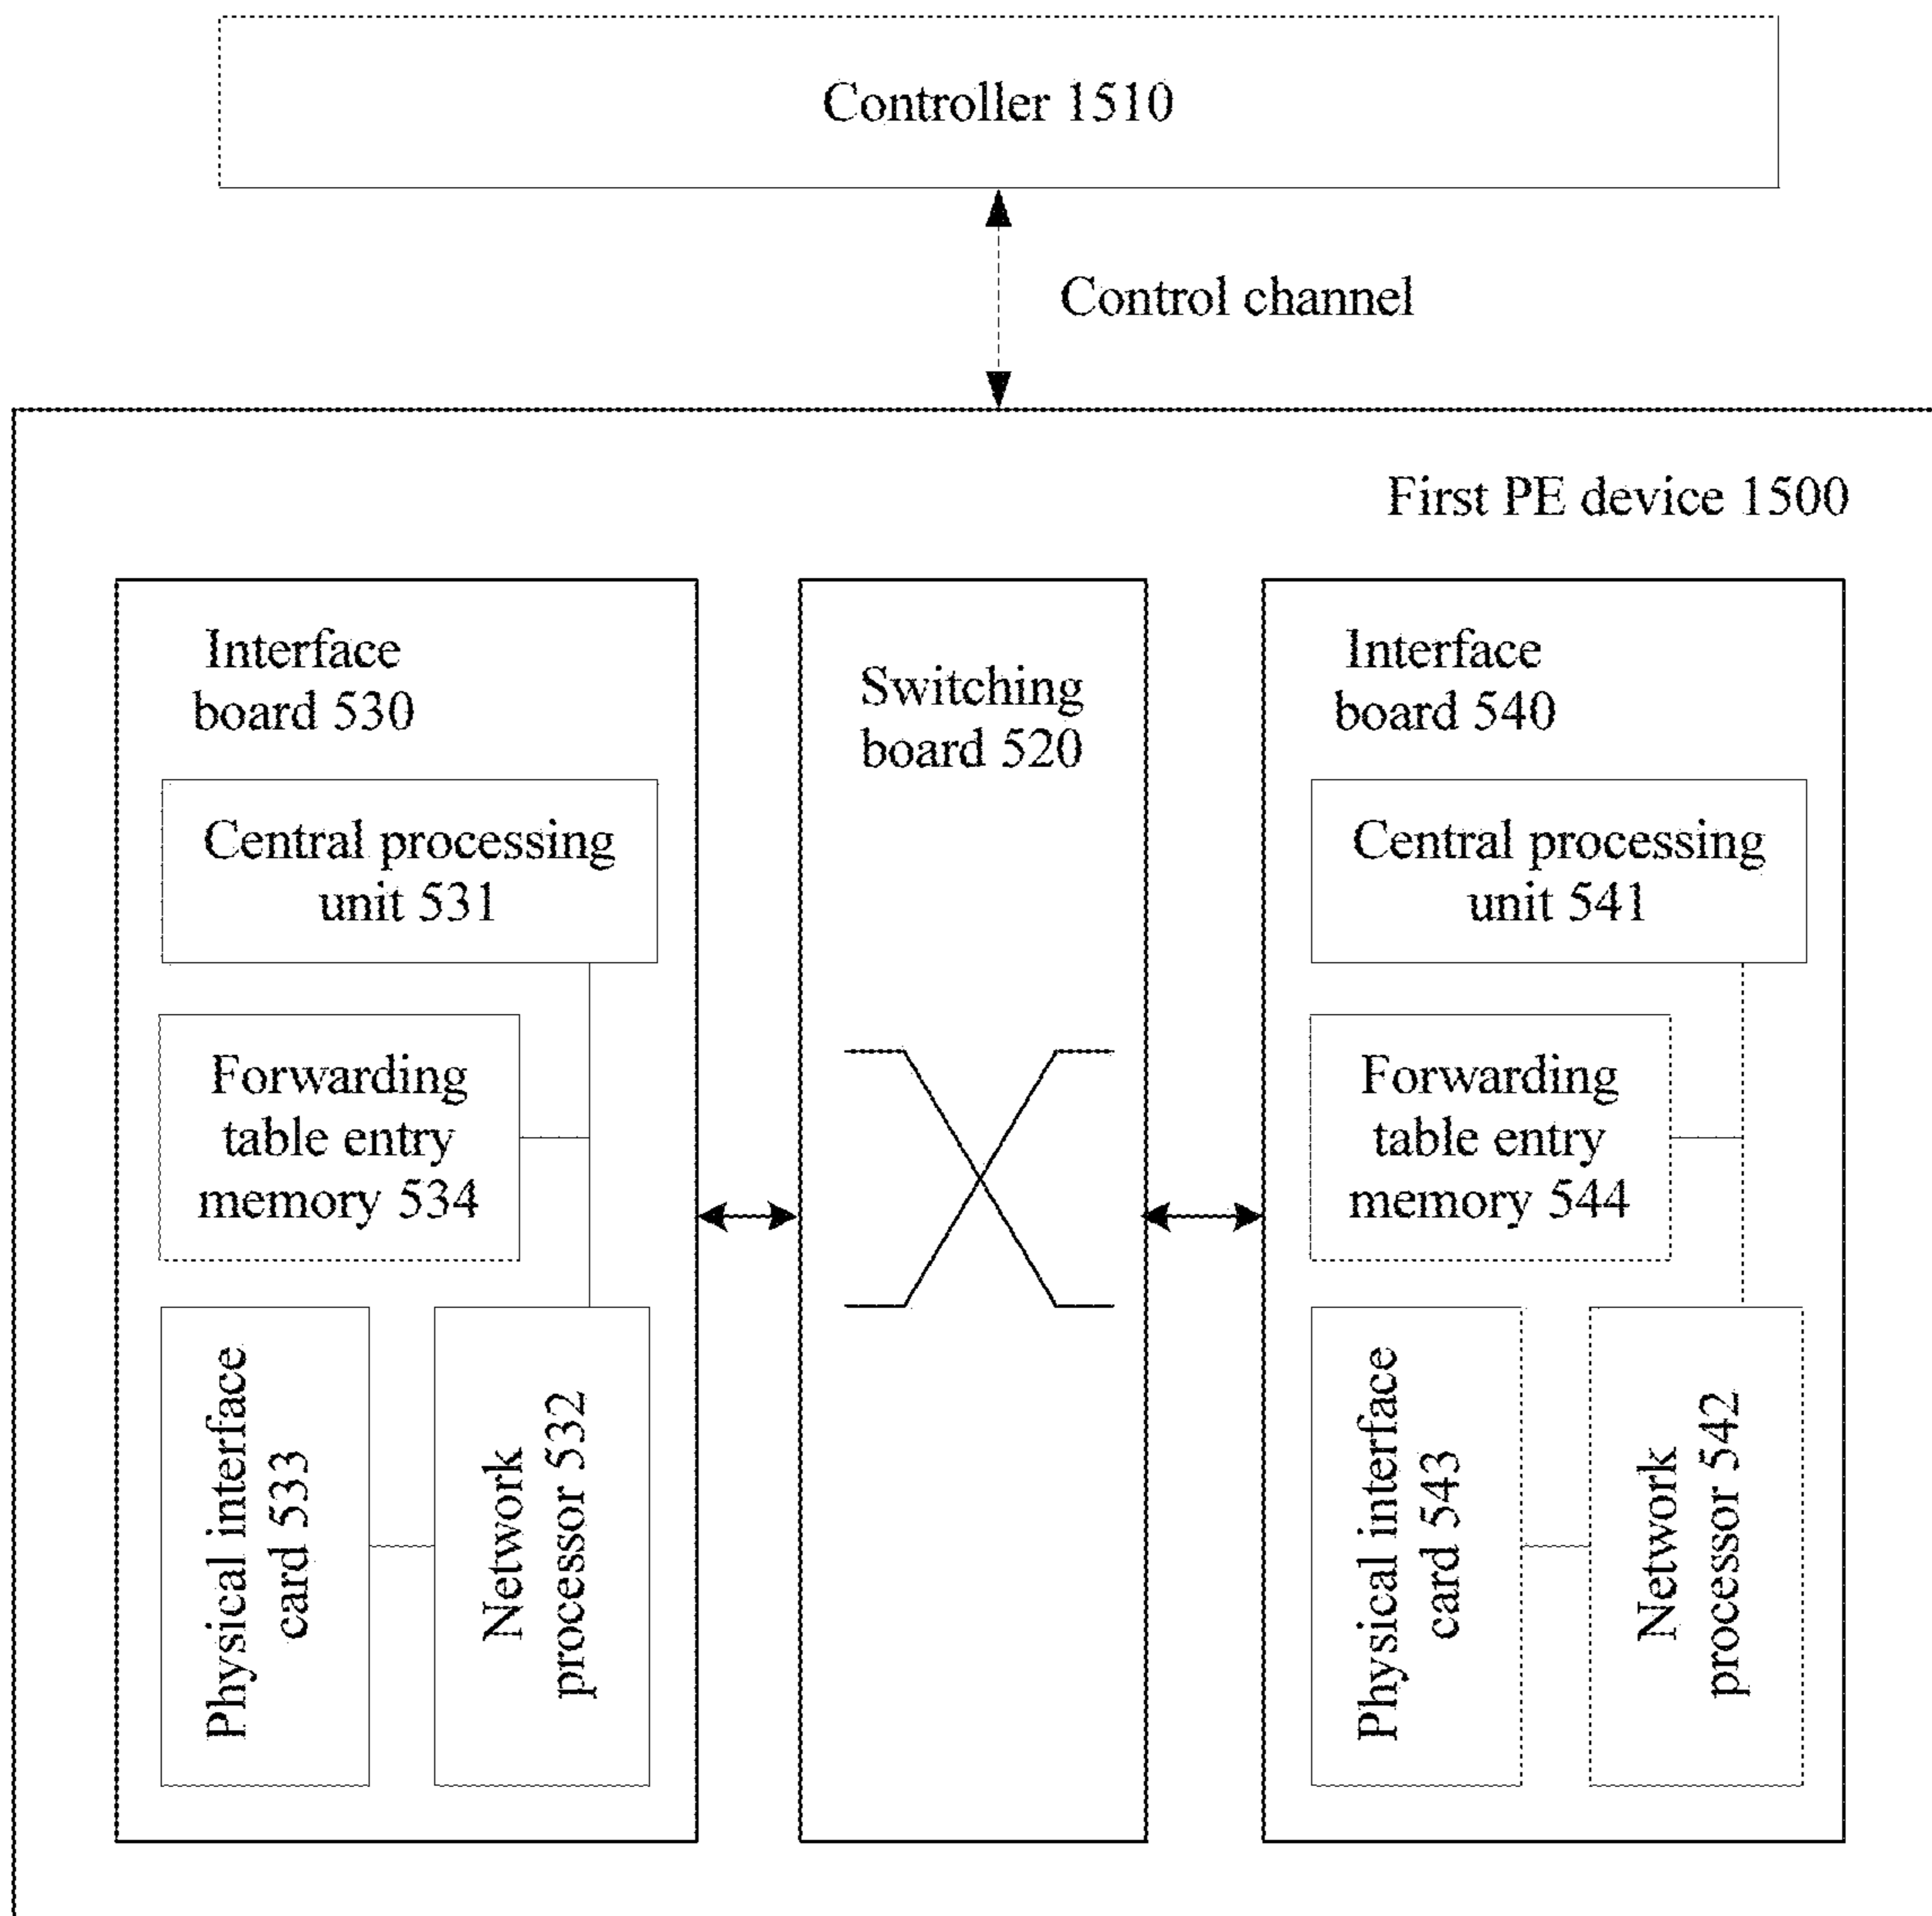 Controller 1510
Control channel
First PE device 1500
Interface
board 530
Central processing
unit 531
Forwarding
table entry
memory 534
Physical interface
card 533
Network
processor 532
Switching
board 520
Interface
board 540
Central processing
unit 541
Forwarding
table entry
memory 544
Physical interface
card 543
Network
processor 542